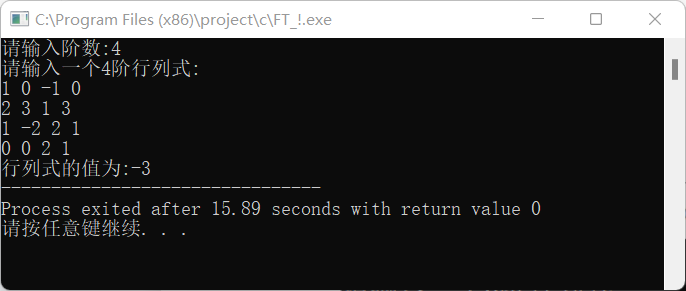 C:\Program Files (x86)\project\c\FT_!.exe
请输入阶数:4
请输入一个4阶行列式:
1 0 -1 0
2 3 1 3
1 -2 2 1
0 0 2 1
行列式的值为:-3
--------------------------------
Process exited after 15.89 seconds with return value 0
请按任意键继续. . .